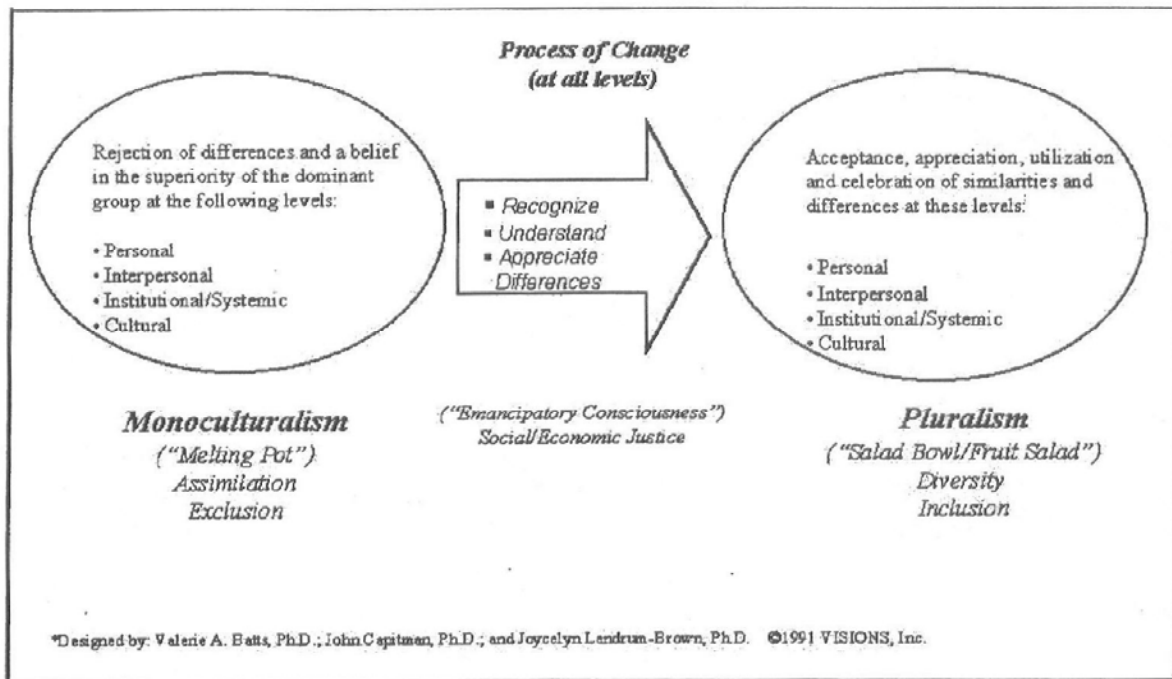 Process of Change
(at all levels)
Rejection of differences and a belief
in the superiority of the dominant
group at the following levels:
• Personal
• Interpersonal
• Institutional/Systemic
• Cultural
Monoculturalism
("Melting Pot")
Assimilation
Exclusion
▪ Recognize
▪ Understand
▪ Appreciate
Differences
("Emancipatory Consciousness")
Social/Economic Justice
Acceptance, appreciation, utilization
and celebration of similarities and
differences at these levels:
• Personal
• Interpersonal
• Institutional/Systemic
• Cultural
Pluralism
("Salad Bowl/Fruit Salad")
Diversity
Inclusion
*Designed by: Valerie A. Batts, Ph.D.; John Capitman, Ph.D.; and Joycelyn Landrum-Brown, Ph.D. ©1991 VISIONS, Inc.